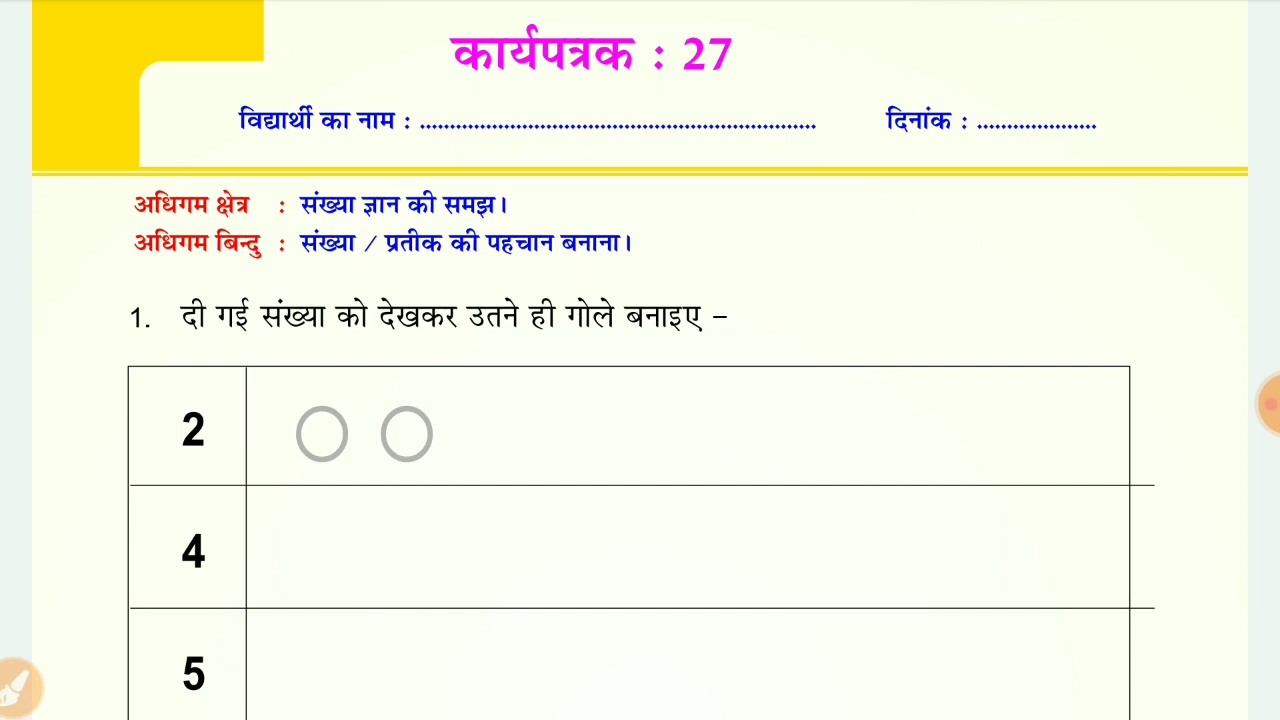 कार्यपत्रक : 27
विद्यार्थी का नाम : .................................................................. दिनांक : ....................
अधिगम क्षेत्र : संख्या ज्ञान की समझ।
अधिगम बिन्दु : संख्या / प्रतीक की पहचान बनाना।
1. दी गई संख्या को देखकर उतने ही गोले बनाइए –
2
4
5